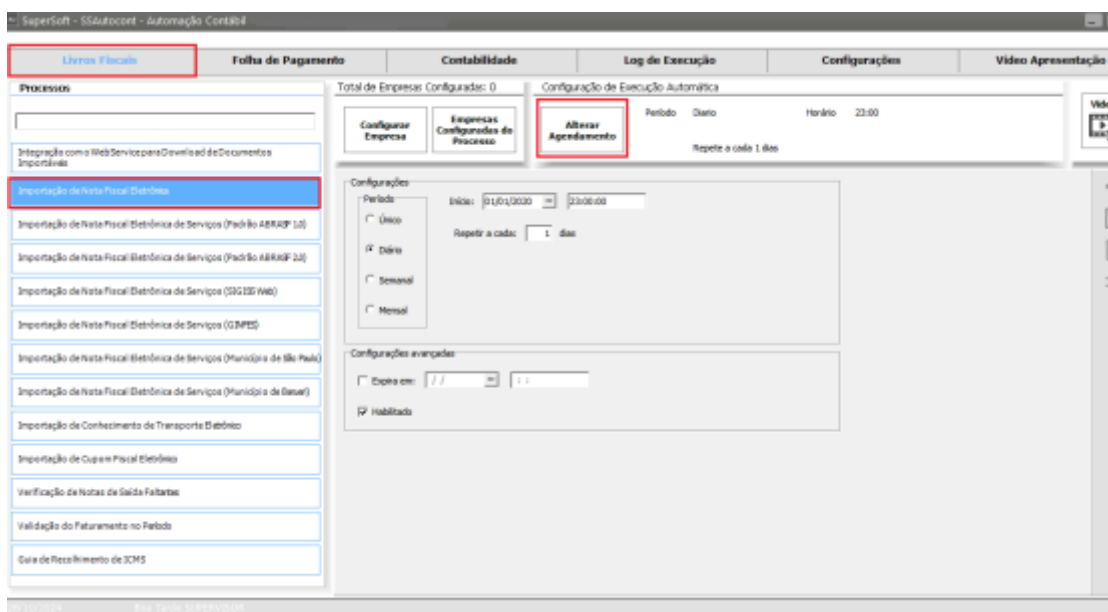 SuperSoft - SSAutocont - Automação Contábil
Livros Fiscais
Folha de Pagamento
Contabilidade
Log de Execução
Configurações
Vídeo Apresentação
Processos
Total de Empresas Configuradas: 0
Configuração de Execução Automática
Configurar Empresa
Empresas Configuradas do Processo
Alterar Agendamento
Período Diario
Horário 23:00
Repete a cada 1 dias
Integração com o WebService para Download de Documentos
Importáveis
Importação de Nota Fiscal Eletrônica
Importação de Nota Fiscal Eletrônica de Serviços (Padrão ABRASF 1.0)
Importação de Nota Fiscal Eletrônica de Serviços (Padrão ABRASF 2.0)
Importação de Nota Fiscal Eletrônica de Serviços (SIGISS Web)
Importação de Nota Fiscal Eletrônica de Serviços (GINFES)
Importação de Nota Fiscal Eletrônica de Serviços (Município de São Paulo)
Importação de Nota Fiscal Eletrônica de Serviços (Município de Barueri)
Importação de Conhecimento de Transporte Eletrônico
Importação de Cupom Fiscal Eletrônico
Verificação de Notas de Saída Faltantes
Validação do Faturamento no Período
Guia de Recolhimento de ICMS
Configurações
Período
Único
Diário
Semanal
Mensal
Início: 01/01/2020 23:00:00
Repetir a cada: 1 dias
Configurações avançadas
Expira em: / / : :
Habilitado
Boa Tarde SUPERVISOR